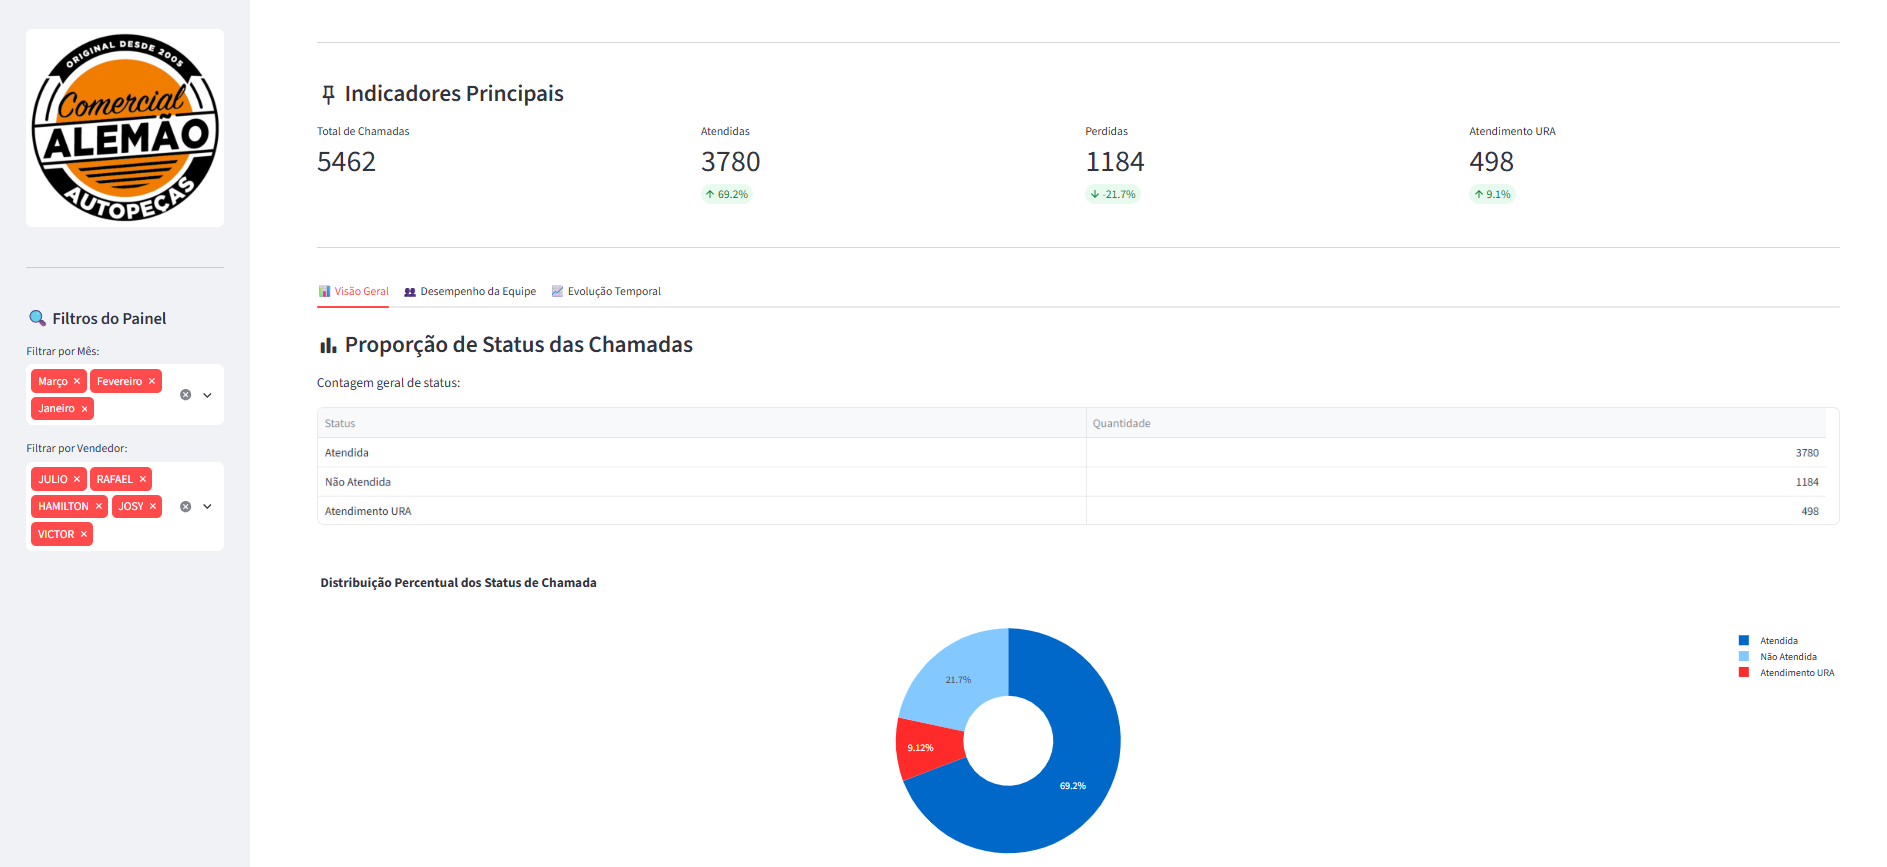 ORIGINAL DESDE 2005
Comercial
ALEMÃO
AUTOPEÇAS
Filtros do Painel
Filtrar por Mês:
Março × Fevereiro ×
Janeiro ×
Filtrar por Vendedor:
JULIO × RAFAEL ×
HAMILTON × JOSY ×
VICTOR ×
Indicadores Principais
Total de Chamadas
5462
Atendidas
3780
↑ 69.2%
Perdidas
1184
↓ -21.7%
Atendimento URA
498
↑ 9.1%
Visão Geral Desempenho da Equipe Evolução Temporal
Proporção de Status das Chamadas
Contagem geral de status:
Status Quantidade
Atendida 3780
Não Atendida 1184
Atendimento URA 498
Distribuição Percentual dos Status de Chamada
21.7%
9.12%
69.2%
Atendida
Não Atendida
Atendimento URA